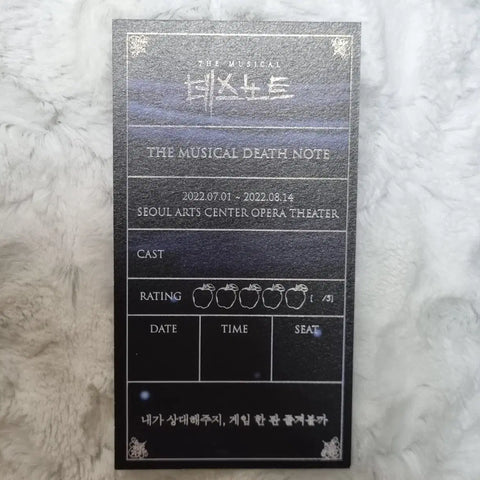 THE MUSICAL
데스노트
THE MUSICAL DEATH NOTE
2022.07.01 ~ 2022.08.14
SEOUL ARTS CENTER OPERA THEATER
CAST
RATING [ /5]
DATE TIME SEAT
내가 상대해주지, 게임 한 판 즐겨볼까